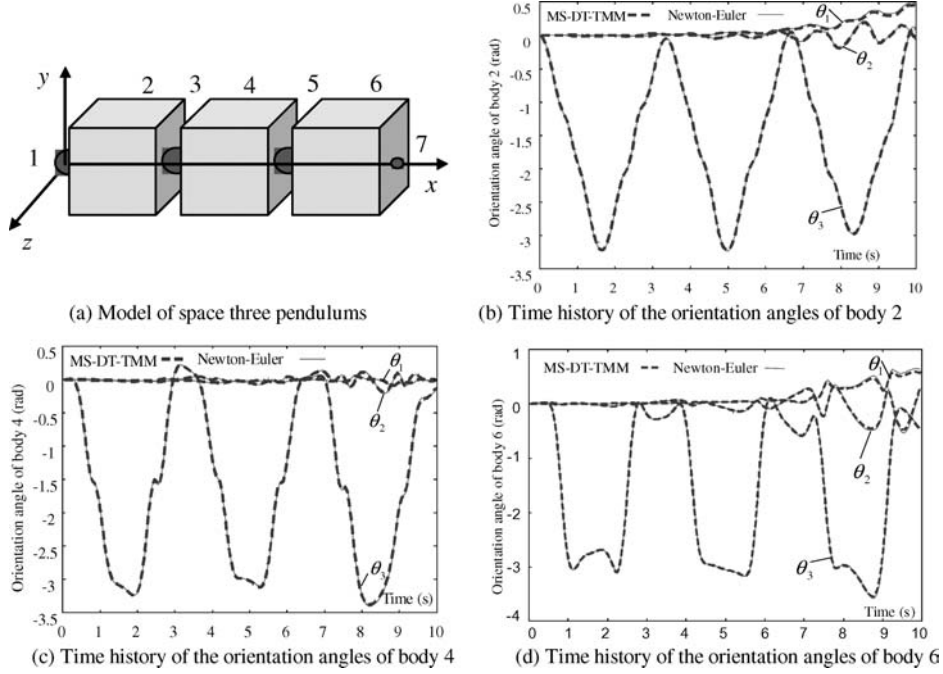 y
1
2
3
4
5
6
7
x
z
(a) Model of space three pendulums
MS-DT-TMM Newton-Euler
Orientation angle of body 2 (rad)
0.5
0
-0.5
-1
-1.5
-2
-2.5
-3
-3.5
θ1
θ2
θ3
Time (s)
0 1 2 3 4 5 6 7 8 9 10
(b) Time history of the orientation angles of body 2
MS-DT-TMM Newton-Euler
Orientation angle of body 4 (rad)
0.5
0
-0.5
-1
-1.5
-2
-2.5
-3
-3.5
θ1
θ2
θ3
Time (s)
0 1 2 3 4 5 6 7 8 9 10
(c) Time history of the orientation angles of body 4
MS-DT-TMM Newton-Euler
Orientation angle of body 6 (rad)
1
0
-1
-2
-3
-4
θ1
θ2
θ3
Time (s)
0 1 2 3 4 5 6 7 8 9 10
(d) Time history of the orientation angles of body 6